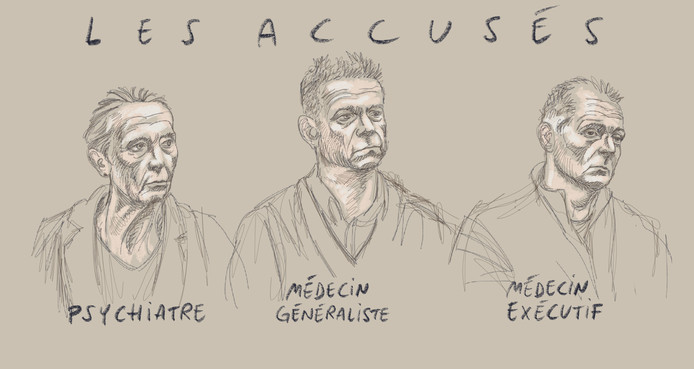 LES ACCUSÉS
PSYCHIATRE
MÉDECIN
GÉNÉRALISTE
MÉDECIN
EXÉCUTIF